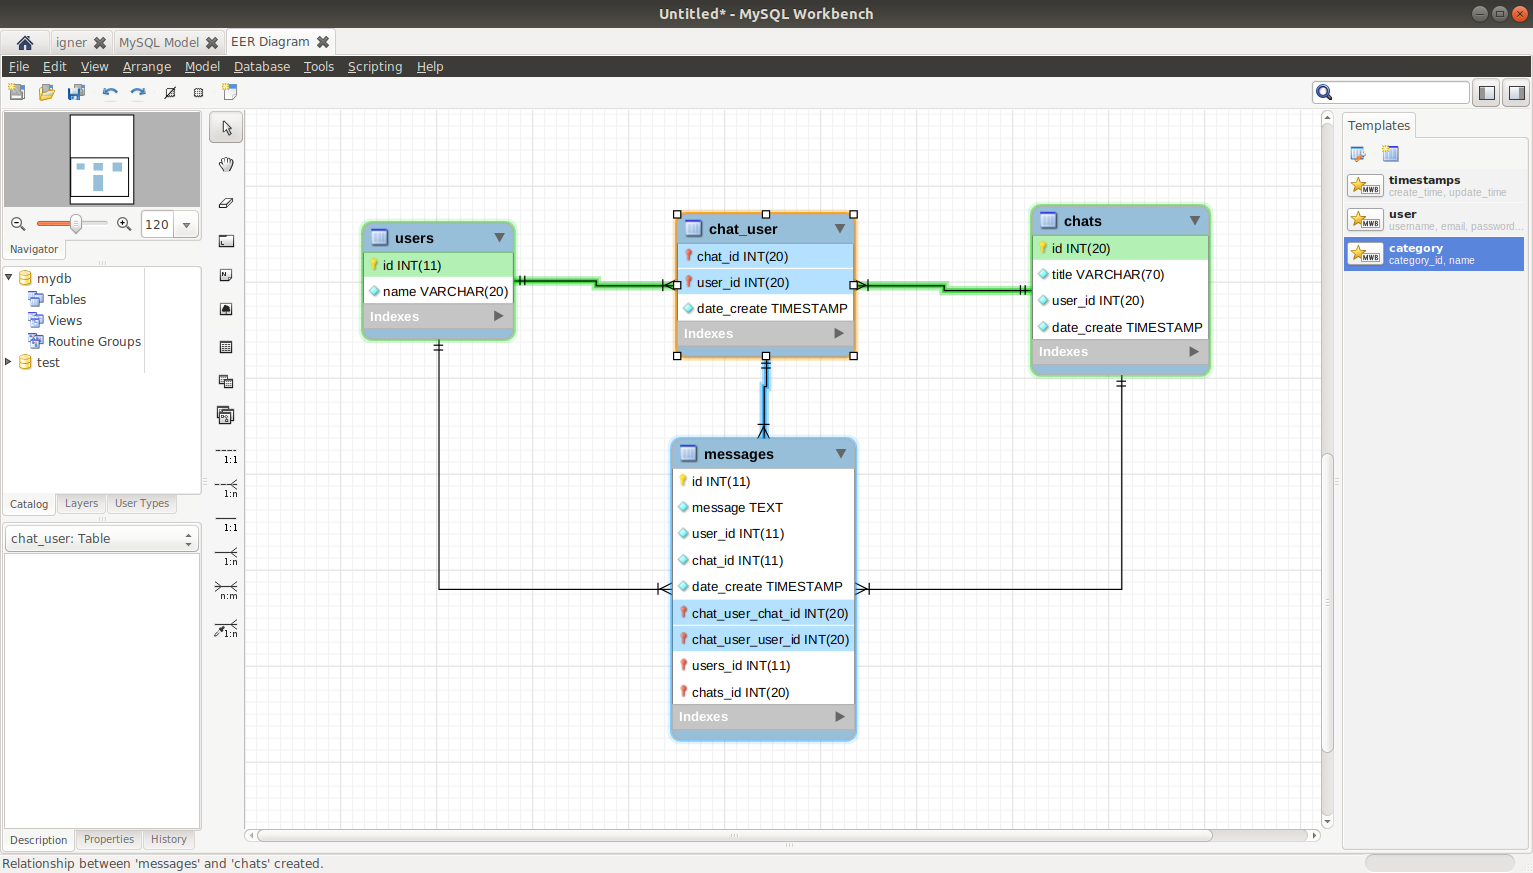 Untitled* - MySQL Workbench
igner
MySQL Model
EER Diagram
File Edit View Arrange Model Database Tools Scripting Help
120
Navigator
mydb
Tables
Views
Routine Groups
test
Catalog Layers User Types
chat_user: Table
Description Properties History
1:1
1:n
1:1
1:n
n:m
1:n
users
id INT(11)
name VARCHAR(20)
Indexes
chat_user
chat_id INT(20)
user_id INT(20)
date_create TIMESTAMP
Indexes
chats
id INT(20)
title VARCHAR(70)
user_id INT(20)
date_create TIMESTAMP
Indexes
messages
id INT(11)
message TEXT
user_id INT(11)
chat_id INT(11)
date_create TIMESTAMP
chat_user_chat_id INT(20)
chat_user_user_id INT(20)
users_id INT(11)
chats_id INT(20)
Indexes
Templates
MWB
timestamps
create_time, update_time
MWB
user
username, email, password...
MWB
category
category_id, name
Relationship between 'messages' and 'chats' created.